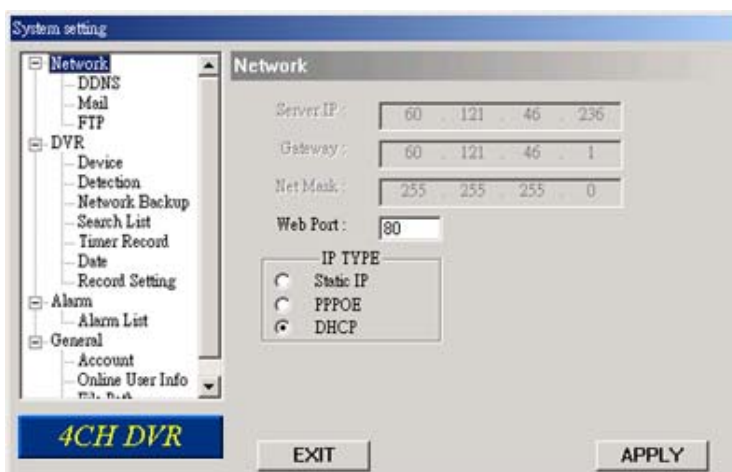 System setting
Network
DDNS
Mail
FTP
DVR
Device
Detection
Network Backup
Search List
Timer Record
Date
Record Setting
Alarm
Alarm List
General
Account
Online User Info
4CH DVR
Network
Server IP : 60 . 121 . 46 . 236
Gateway : 60 . 121 . 46 . 1
Net Mask : 255 . 255 . 255 . 0
Web Port : 80
IP TYPE
Static IP
PPPOE
DHCP
EXIT
APPLY